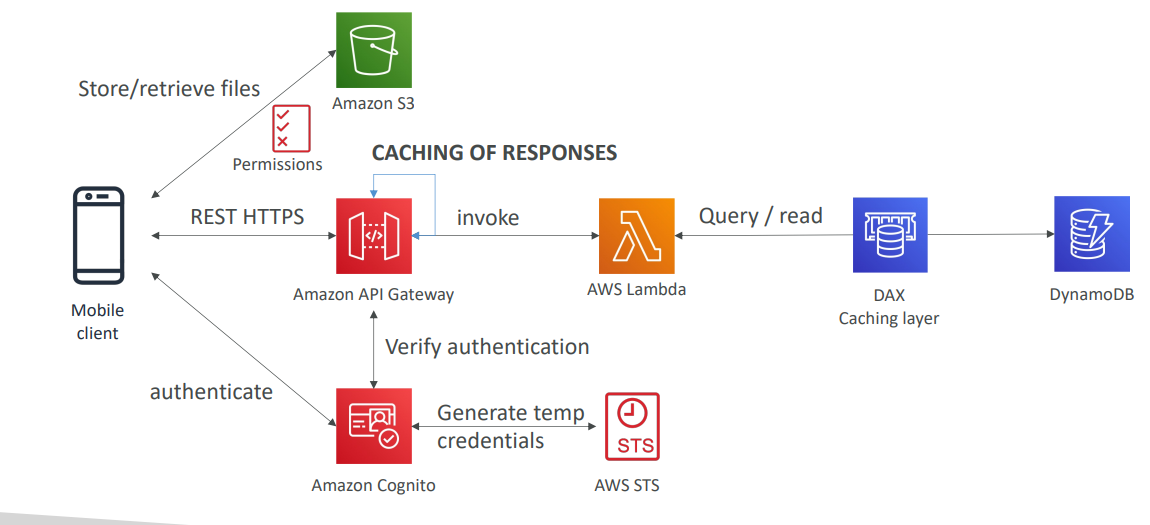 Store/retrieve files
Amazon S3
Permissions
CACHING OF RESPONSES
REST HTTPS
invoke
Query / read
</>
Mobile
client
Amazon API Gateway
AWS Lambda
DAX
Caching layer
DynamoDB
Verify authentication
authenticate
Generate temp
credentials
STS
Amazon Cognito
AWS STS